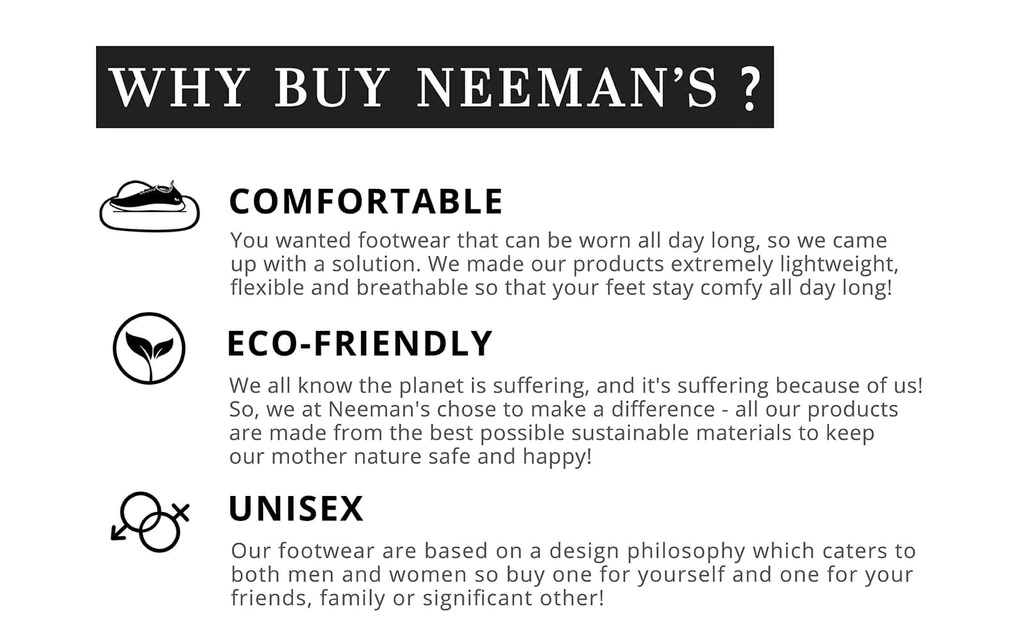 WHY BUY NEEMAN'S ?
COMFORTABLE
You wanted footwear that can be worn all day long, so we came
up with a solution. We made our products extremely lightweight,
flexible and breathable so that your feet stay comfy all day long!
ECO-FRIENDLY
We all know the planet is suffering, and it's suffering because of us!
So, we at Neeman's chose to make a difference - all our products
are made from the best possible sustainable materials to keep
our mother nature safe and happy!
UNISEX
Our footwear are based on a design philosophy which caters to
both men and women so buy one for yourself and one for your
friends, family or significant other!